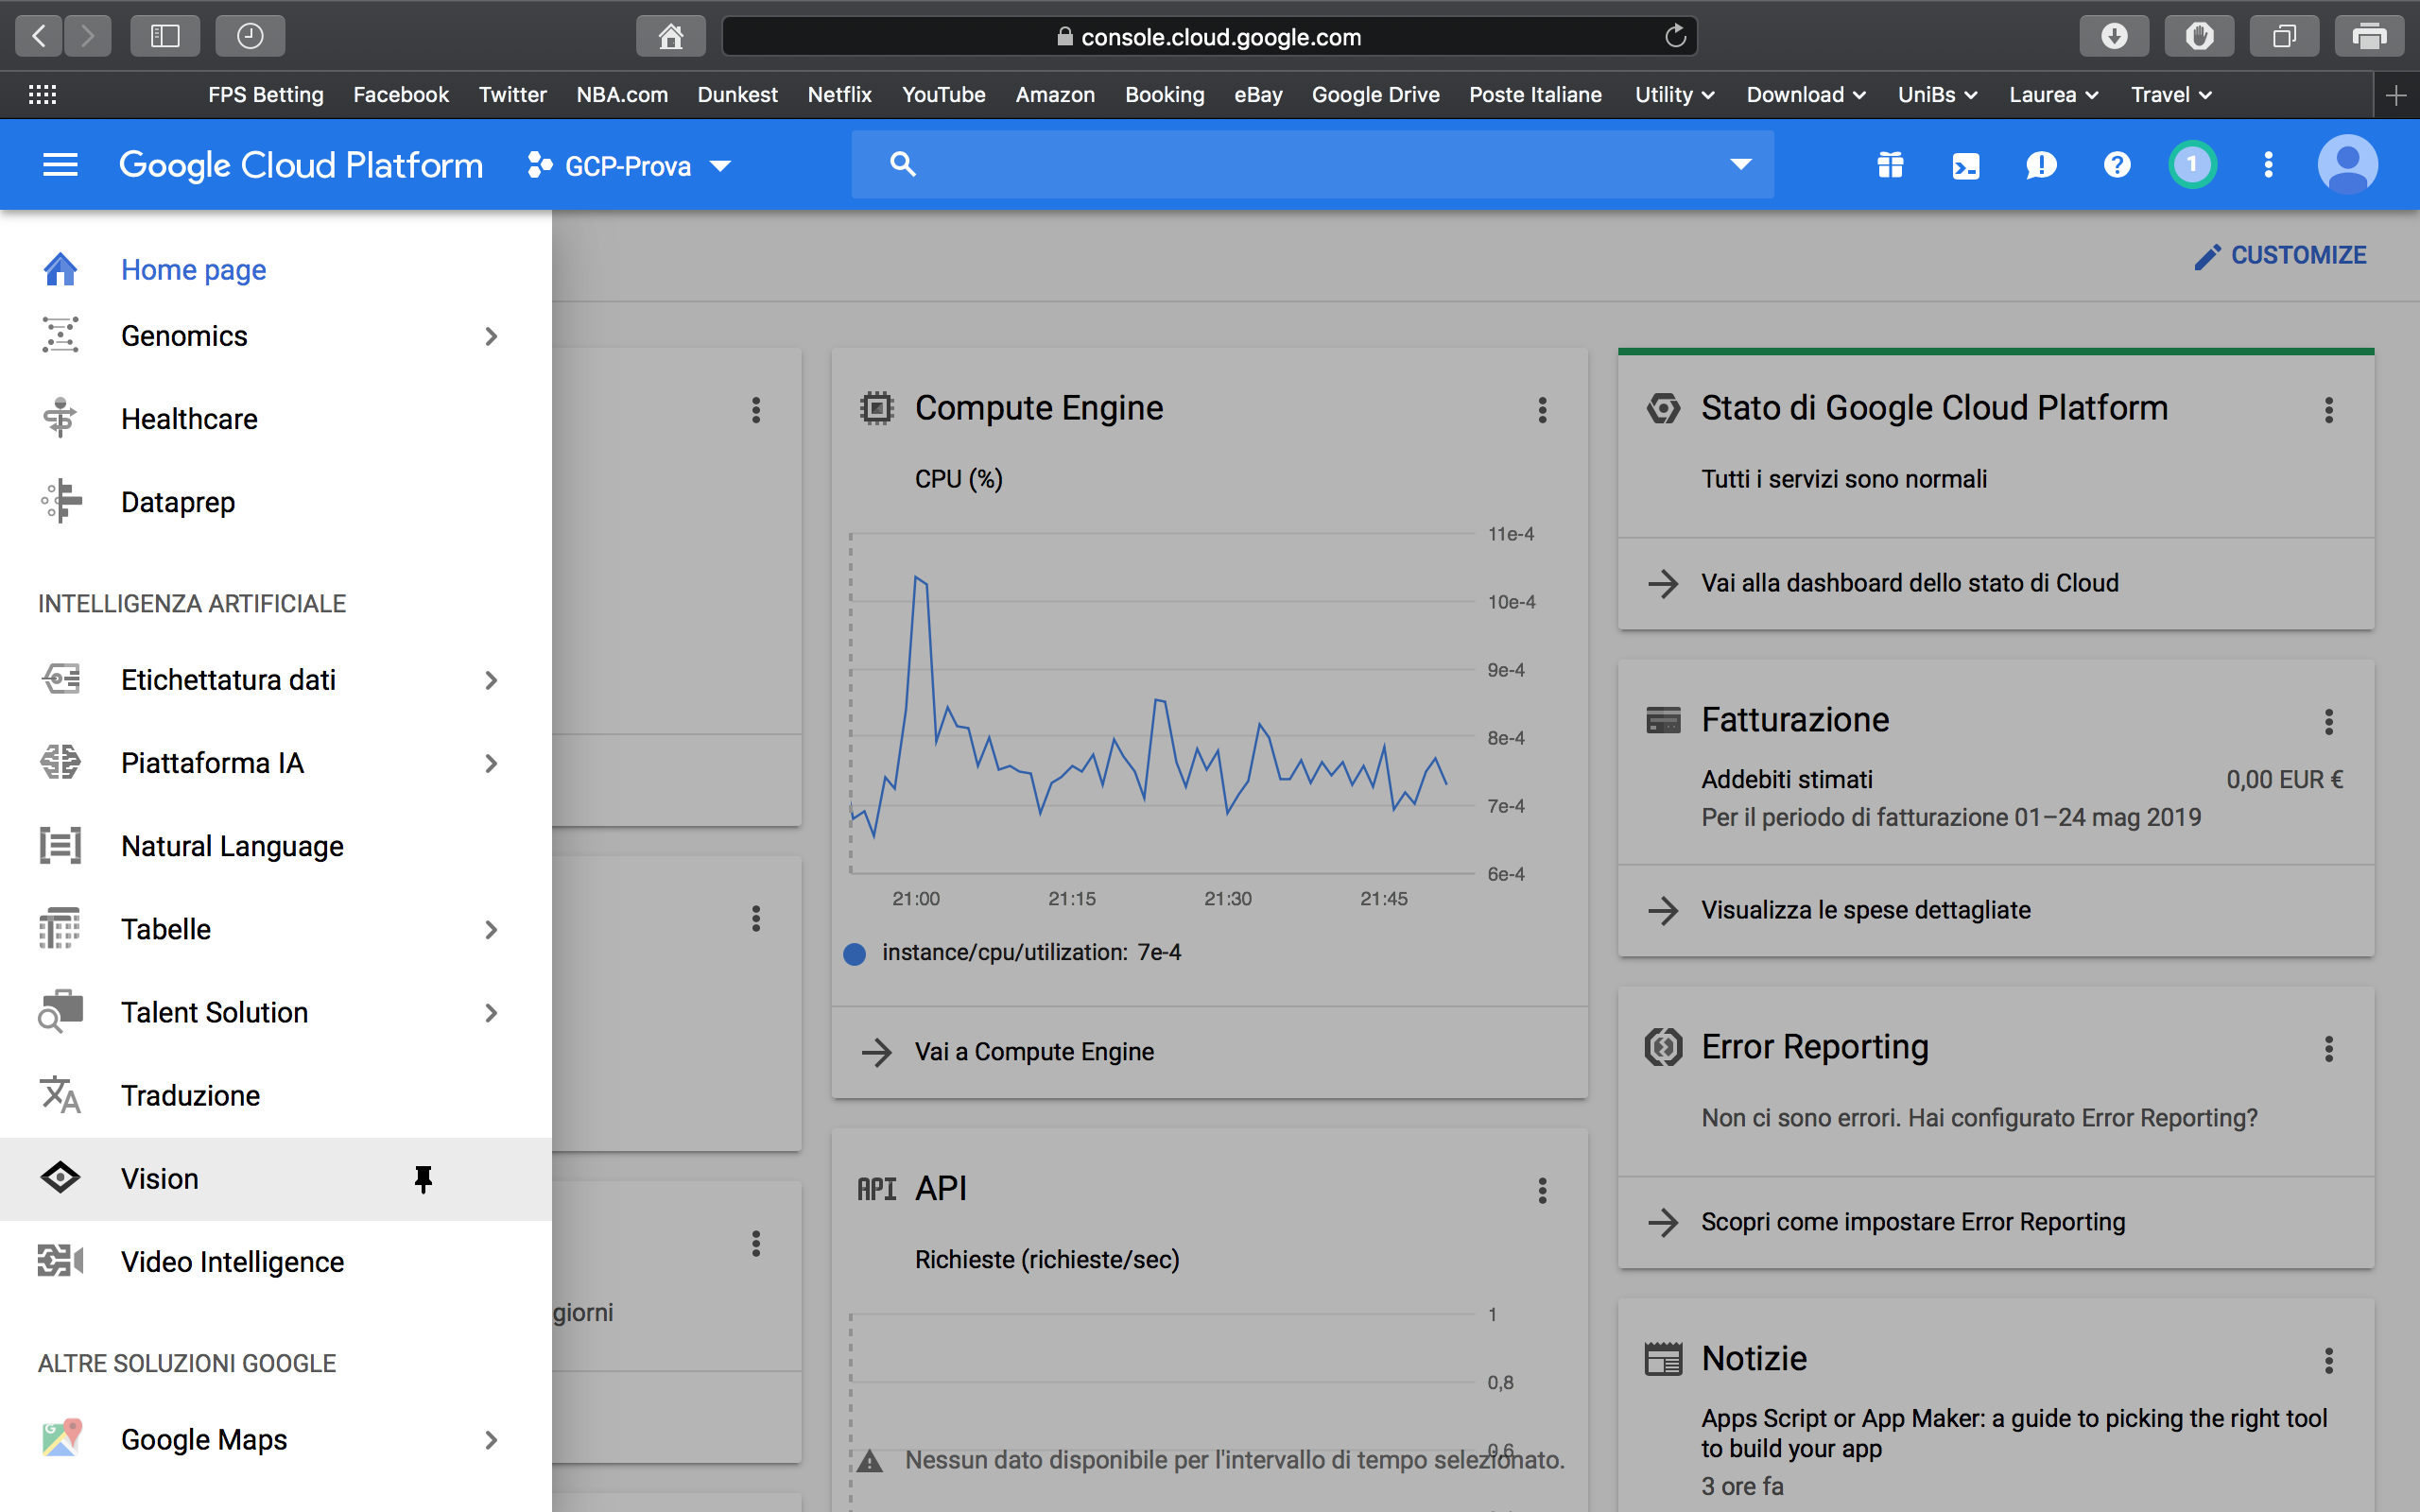 console.cloud.google.com
FPS Betting Facebook Twitter NBA.com Dunkest Netflix YouTube Amazon Booking eBay Google Drive Poste Italiane Utility Download UniBs Laurea Travel
Google Cloud Platform GCP-Prova 1
CUSTOMIZE
Home page
Genomics
Healthcare
Dataprep
INTELLIGENZA ARTIFICIALE
Etichettatura dati
Piattaforma IA
Natural Language
Tabelle
Talent Solution
Traduzione
Vision
Video Intelligence
ALTRE SOLUZIONI GOOGLE
Google Maps
giorni
Compute Engine
CPU (%)
11e-4
10e-4
9e-4
8e-4
7e-4
6e-4
21:00 21:15 21:30 21:45
instance/cpu/utilization: 7e-4
Vai a Compute Engine
API API
Richieste (richieste/sec)
1
0,8
0,6
Nessun dato disponibile per l'intervallo di tempo selezionato.
Stato di Google Cloud Platform
Tutti i servizi sono normali
Vai alla dashboard dello stato di Cloud
Fatturazione
Addebiti stimati 0,00 EUR €
Per il periodo di fatturazione 01–24 mag 2019
Visualizza le spese dettagliate
Error Reporting
Non ci sono errori. Hai configurato Error Reporting?
Scopri come impostare Error Reporting
Notizie
Apps Script or App Maker: a guide to picking the right tool
to build your app
3 ore fa